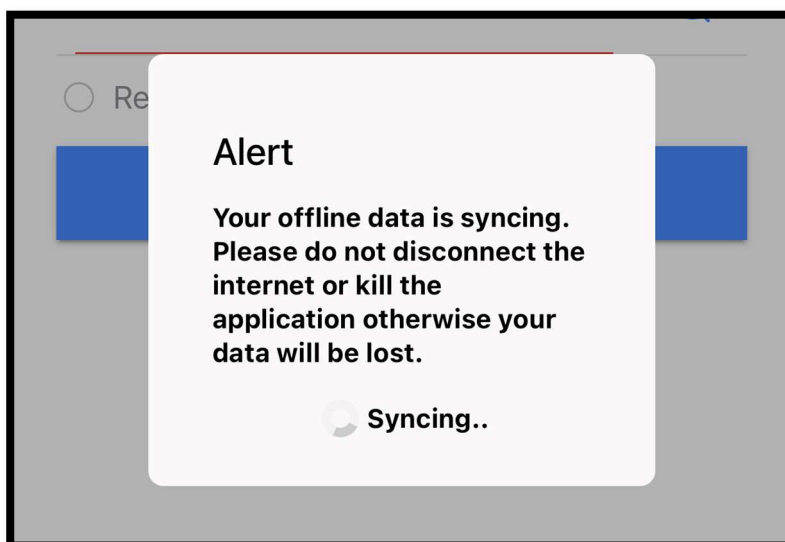 Re
Alert
Your offline data is syncing.
Please do not disconnect the
internet or kill the
application otherwise your
data will be lost.
Syncing..